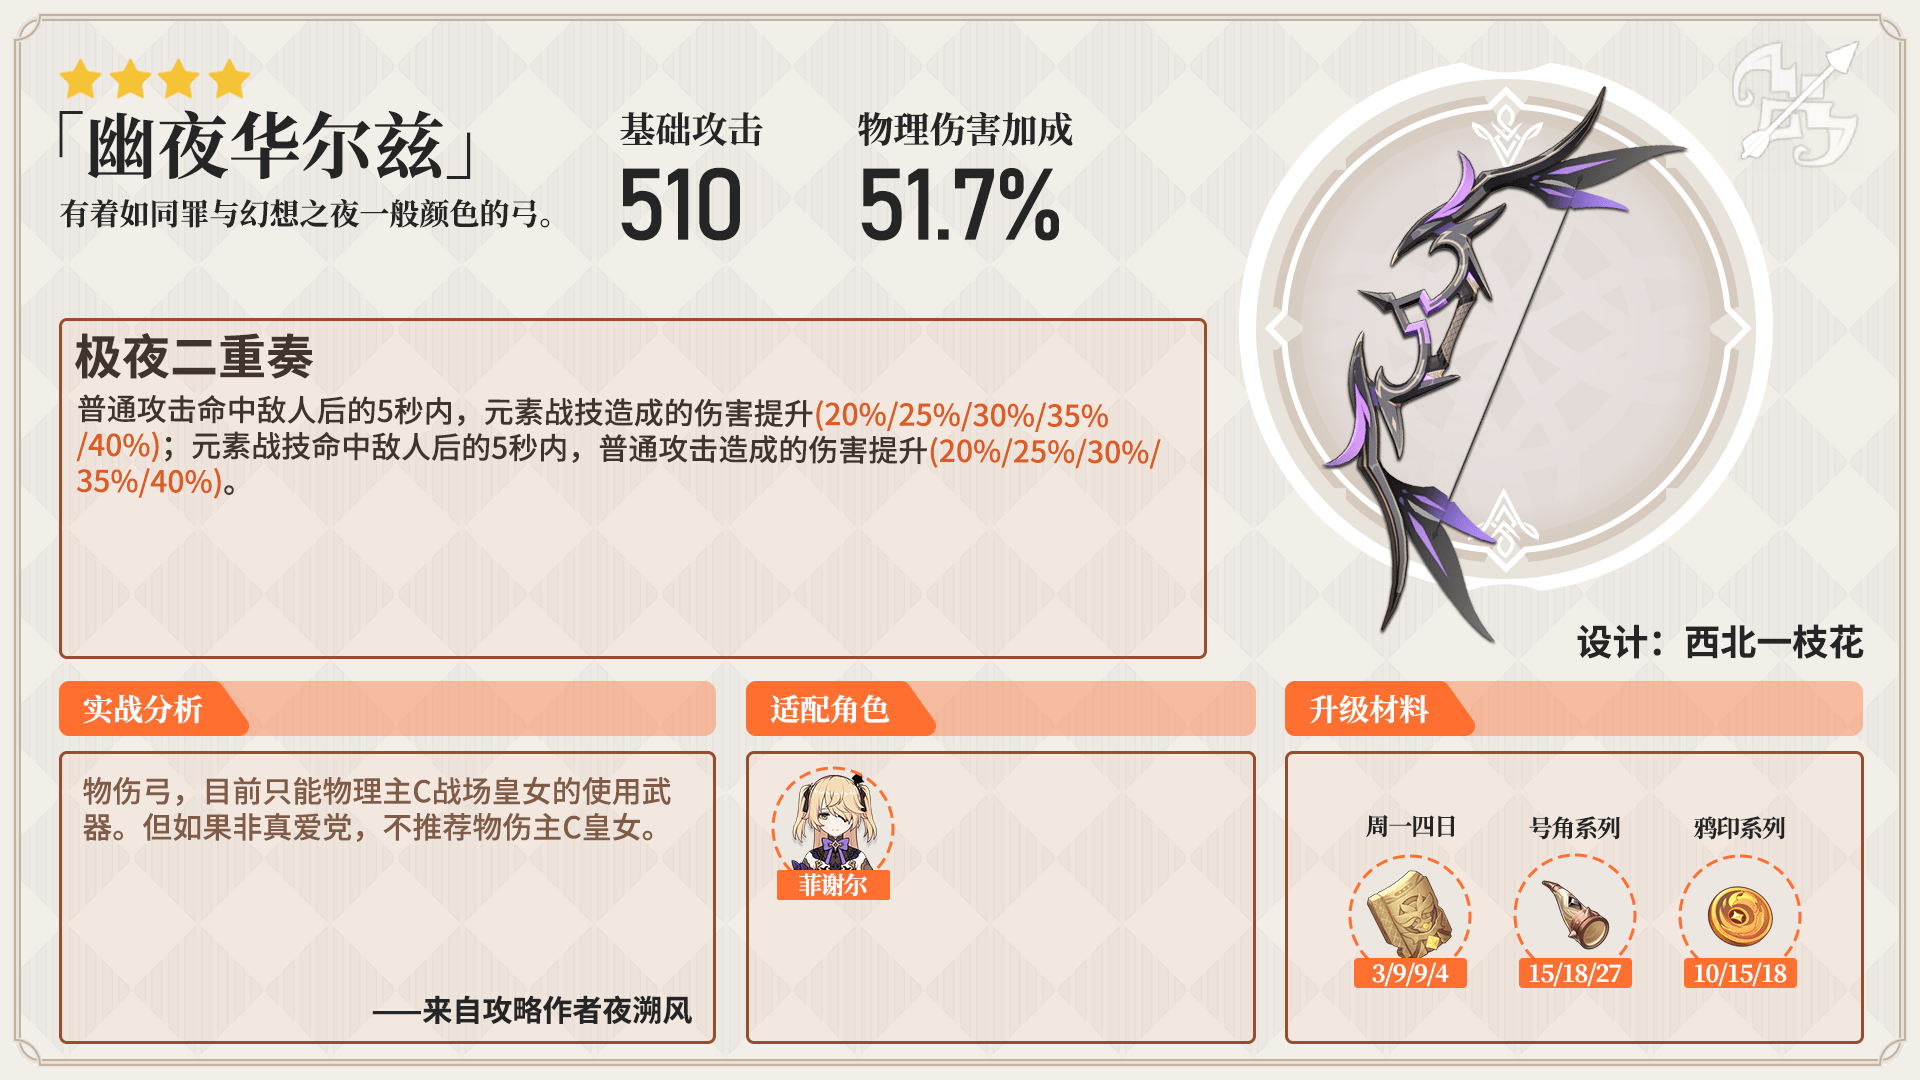 「幽夜华尔兹」
有着如同罪与幻想之夜一般颜色的弓。
基础攻击
510
物理伤害加成
51.7%
极夜二重奏
普通攻击命中敌人后的5秒内，元素战技造成的伤害提升(20%/25%/30%/35%
/40%)；元素战技命中敌人后的5秒内，普通攻击造成的伤害提升(20%/25%/30%/
35%/40%)。
设计：西北一枝花
实战分析
物伤弓，目前只能物理主C战场皇女的使用武
器。但如果非真爱党，不推荐物伤主C皇女。
——来自攻略作者夜溯风
适配角色
菲谢尔
升级材料
周一四日
3/9/9/4
号角系列
15/18/27
鸦印系列
10/15/18